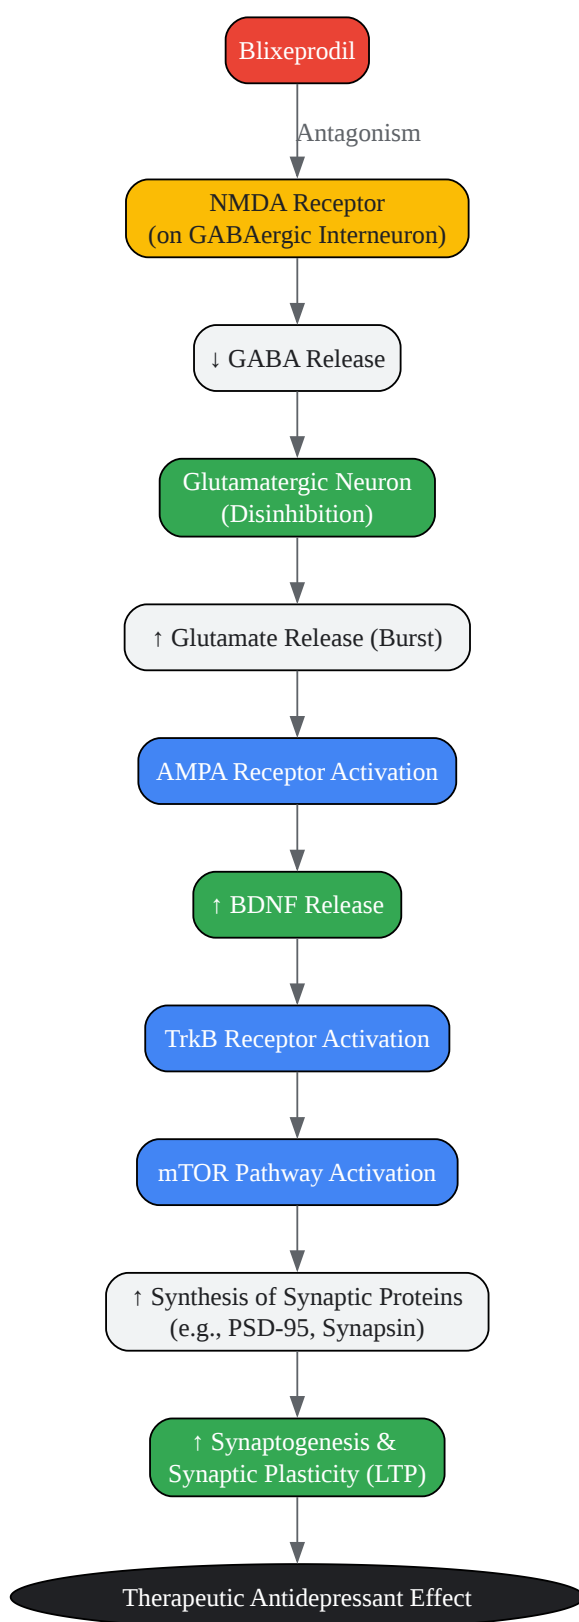 Blixeprodil
Antagonism
NMDA Receptor
(on GABAergic Interneuron)
↓ GABA Release
Glutamatergic Neuron
(Disinhibition)
↑ Glutamate Release (Burst)
AMPA Receptor Activation
↑ BDNF Release
TrkB Receptor Activation
mTOR Pathway Activation
↑ Synthesis of Synaptic Proteins
(e.g., PSD-95, Synapsin)
↑ Synaptogenesis &
Synaptic Plasticity (LTP)
Therapeutic Antidepressant Effect